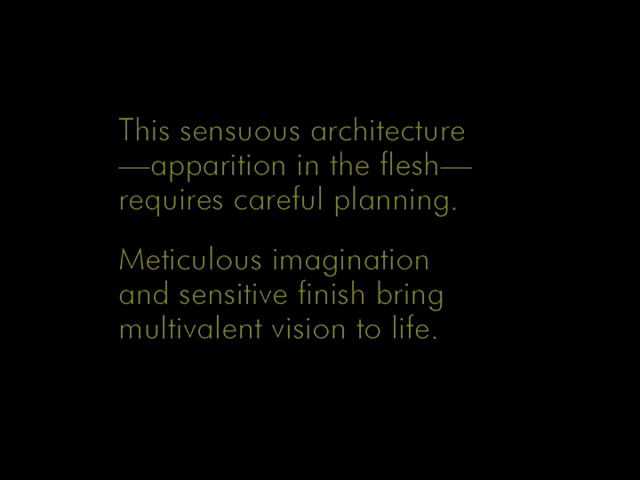 This sensuous architecture
—apparition in the flesh—
requires careful planning.
Meticulous imagination
and sensitive finish bring
multivalent vision to life.